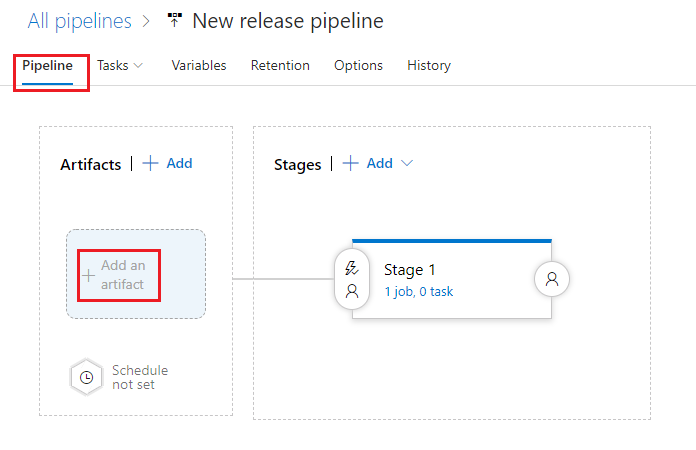 All pipelines > New release pipeline
Pipeline Tasks Variables Retention Options History
Artifacts | + Add
Stages | + Add
+ Add an
artifact
Stage 1
1 job, 0 task
Schedule
not set